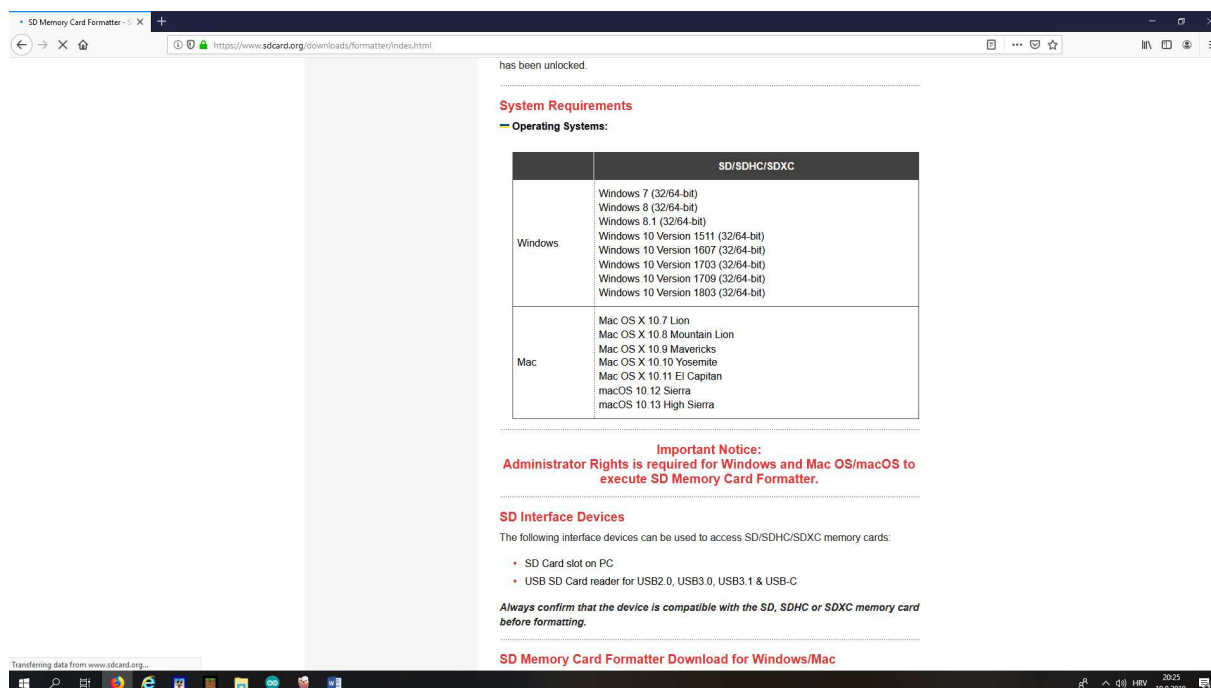 SD Memory Card Formatter - S
https://www.sdcard.org/downloads/formatter/index.html
has been unlocked.
System Requirements
Operating Systems:
SD/SDHC/SDXC
Windows
Windows 7 (32/64-bit)
Windows 8 (32/64-bit)
Windows 8.1 (32/64-bit)
Windows 10 Version 1511 (32/64-bit)
Windows 10 Version 1607 (32/64-bit)
Windows 10 Version 1703 (32/64-bit)
Windows 10 Version 1709 (32/64-bit)
Windows 10 Version 1803 (32/64-bit)
Mac
Mac OS X 10.7 Lion
Mac OS X 10.8 Mountain Lion
Mac OS X 10.9 Mavericks
Mac OS X 10.10 Yosemite
Mac OS X 10.11 El Capitan
macOS 10.12 Sierra
macOS 10.13 High Sierra
Important Notice:
Administrator Rights is required for Windows and Mac OS/macOS to
execute SD Memory Card Formatter.
SD Interface Devices
The following interface devices can be used to access SD/SDHC/SDXC memory cards:
• SD Card slot on PC
• USB SD Card reader for USB2.0, USB3.0, USB3.1 & USB-C
Always confirm that the device is compatible with the SD, SDHC or SDXC memory card
before formatting.
SD Memory Card Formatter Download for Windows/Mac
Transferring data from www.sdcard.org...
HRV
20:25